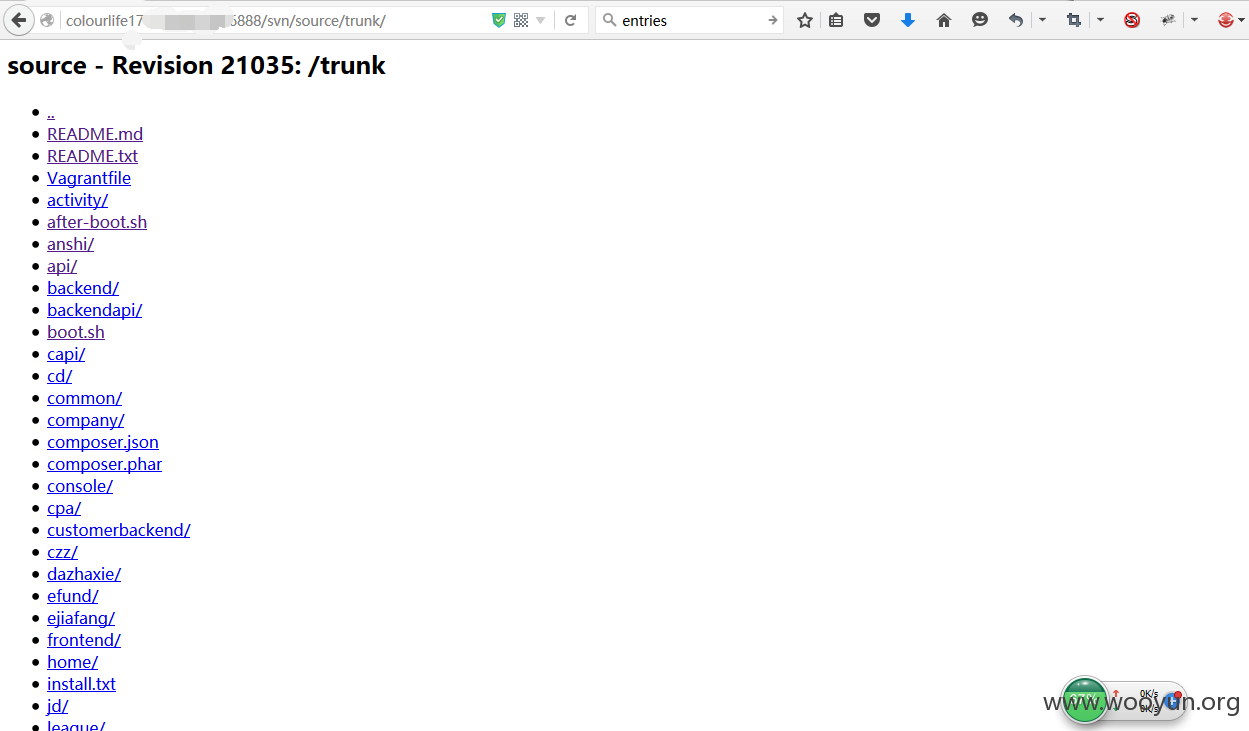 colourlife17 5888/svn/source/trunk/
entries
source - Revision 21035: /trunk
..
README.md
README.txt
Vagrantfile
activity/
after-boot.sh
anshi/
api/
backend/
backendapi/
boot.sh
capi/
cd/
common/
company/
composer.json
composer.phar
console/
cpa/
customerbackend/
czz/
dazhaxie/
efund/
ejiafang/
frontend/
home/
install.txt
jd/
league/
0K/s
0K/s
www.wooyun.org